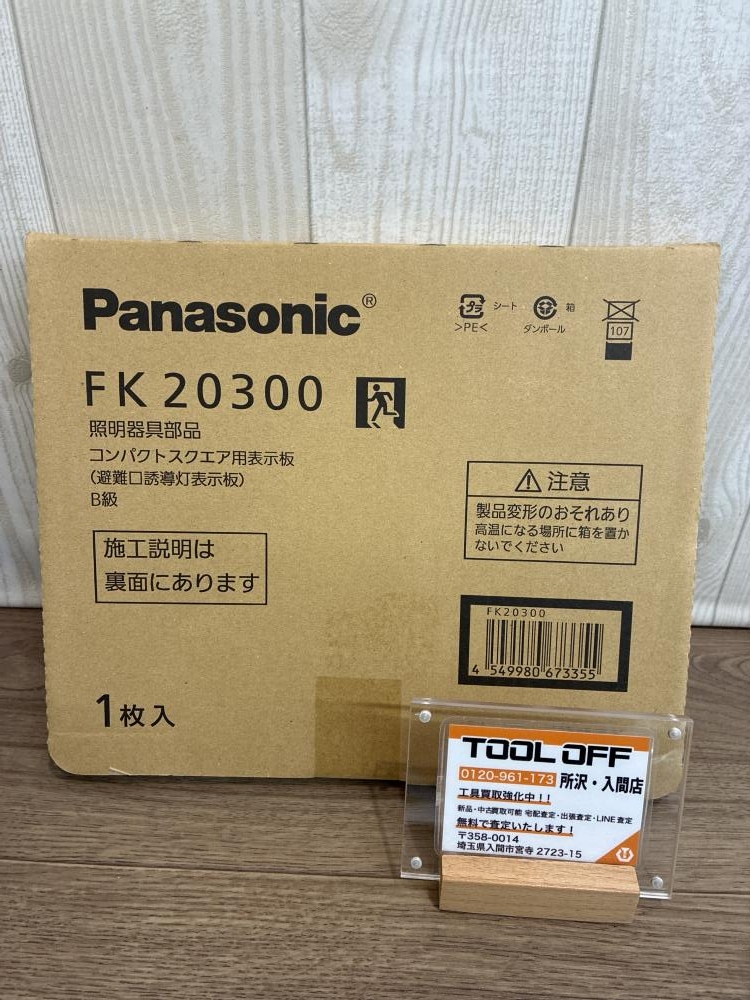 Panasonic®
プラ シート
>PE<
箱
ダンボール
107
FK20300
照明器具部品
コンパクトスクエア用表示板
(避難口誘導灯表示板)
B級
施工説明は
裏面にあります
注意
製品変形のおそれあり
高温になる場所に箱を置か
ないでください
FK20300
4 549980 673355
1枚入
TOOL OFF
0120-961-173 所沢・入間店
工具買取強化中!!
新品・中古買取可能 宅配査定・出張査定・LINE査定
無料で査定いたします!
〒358-0014
埼玉県入間市宮寺 2723-15